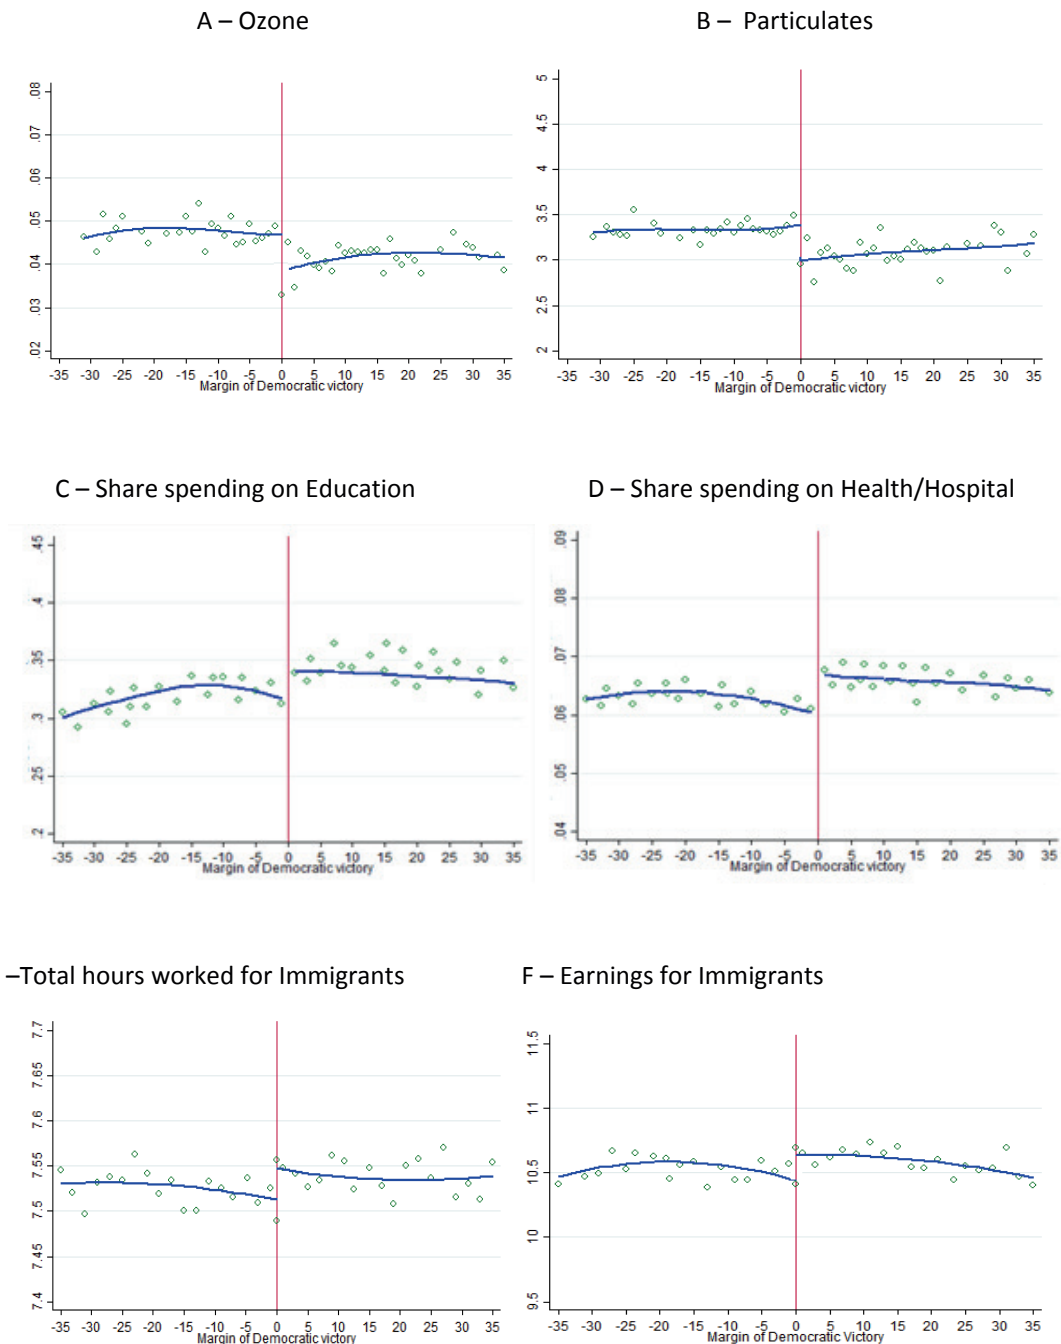 A – Ozone
B – Particulates
.08
.07
.06
.05
.04
.03
.02
-35 -30 -25 -20 -15 -10 -5 0 5 10 15 20 25 30 35
Margin of Democratic victory
5
4.5
4
3.5
3
2.5
2
-35 -30 -25 -20 -15 -10 -5 0 5 10 15 20 25 30 35
Margin of Democratic victory
C – Share spending on Education
D – Share spending on Health/Hospital
.45
.4
.35
.3
.25
.2
-35 -30 -25 -20 -15 -10 -5 0 5 10 15 20 25 30 35
Margin of Democratic victory
.09
.08
.07
.06
.05
.04
-35 -30 -25 -20 -15 -10 -5 0 5 10 15 20 25 30 35
Margin of Democratic victory
–Total hours worked for Immigrants
F – Earnings for Immigrants
7.7
7.65
7.6
7.55
7.5
7.45
7.4
-35 -30 -25 -20 -15 -10 -5 0 5 10 15 20 25 30 35
Margin of Democratic victory
11.5
11
10.5
10
9.5
-35 -30 -25 -20 -15 -10 -5 0 5 10 15 20 25 30 35
Margin of Democratic Victory